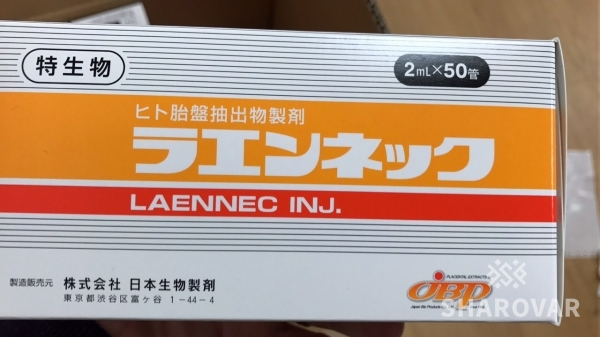 特生物
2mL×50管
ヒト胎盤抽出物製剤
ラエンネック
LAENNEC INJ.
製造販売元
株式会社 日本生物製剤
東京都渋谷区富ヶ谷 1-44-4
PLACENTAL EXTRACTS
JBP
SHAROVAR